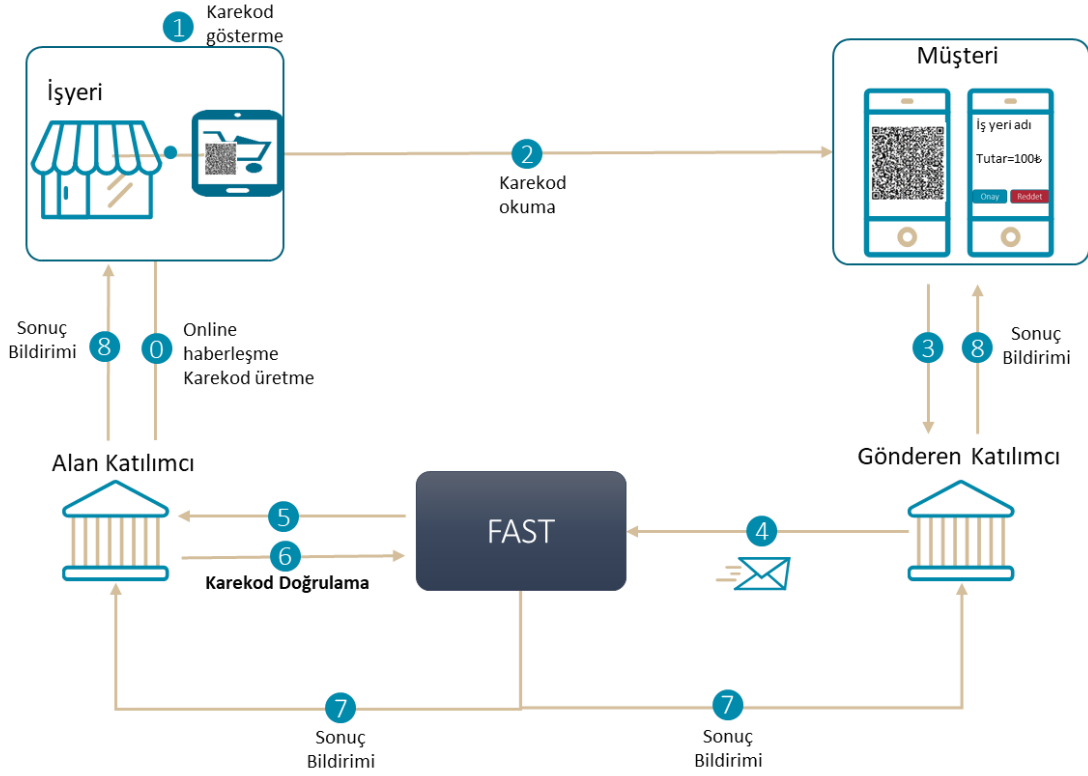 1
Karekod
gösterme
İşyeri
Müşteri
İş yeri adı
Tutar=100₺
Onay
Reddet
2
Karekod
okuma
Sonuç
Bildirimi
8
0
Online
haberleşme
Karekod üretme
3
8
Sonuç
Bildirimi
Alan Katılımcı
Gönderen Katılımcı
5
FAST
4
6
Karekod Doğrulama
7
Sonuç
Bildirimi
7
Sonuç
Bildirimi